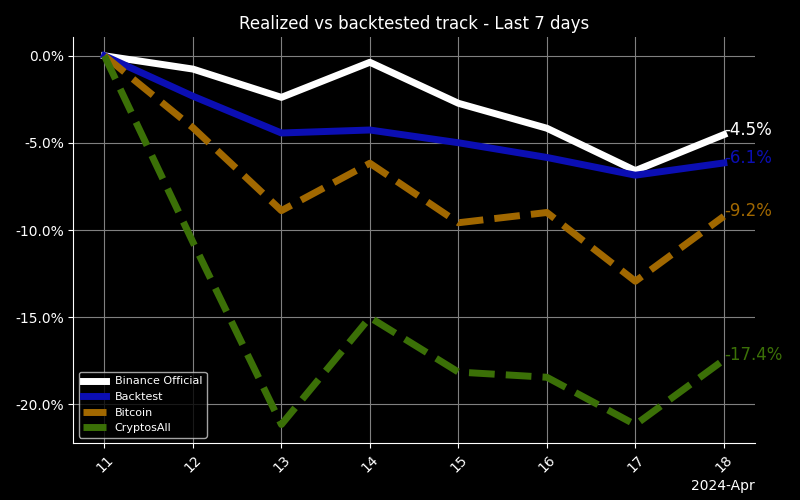 Realized vs backtested track - Last 7 days
0.0%
-5.0%
-10.0%
-15.0%
-20.0%
-4.5%
-6.1%
-9.2%
-17.4%
Binance Official
Backtest
Bitcoin
CryptosAll
11 12 13 14 15 16 17 18
2024-Apr